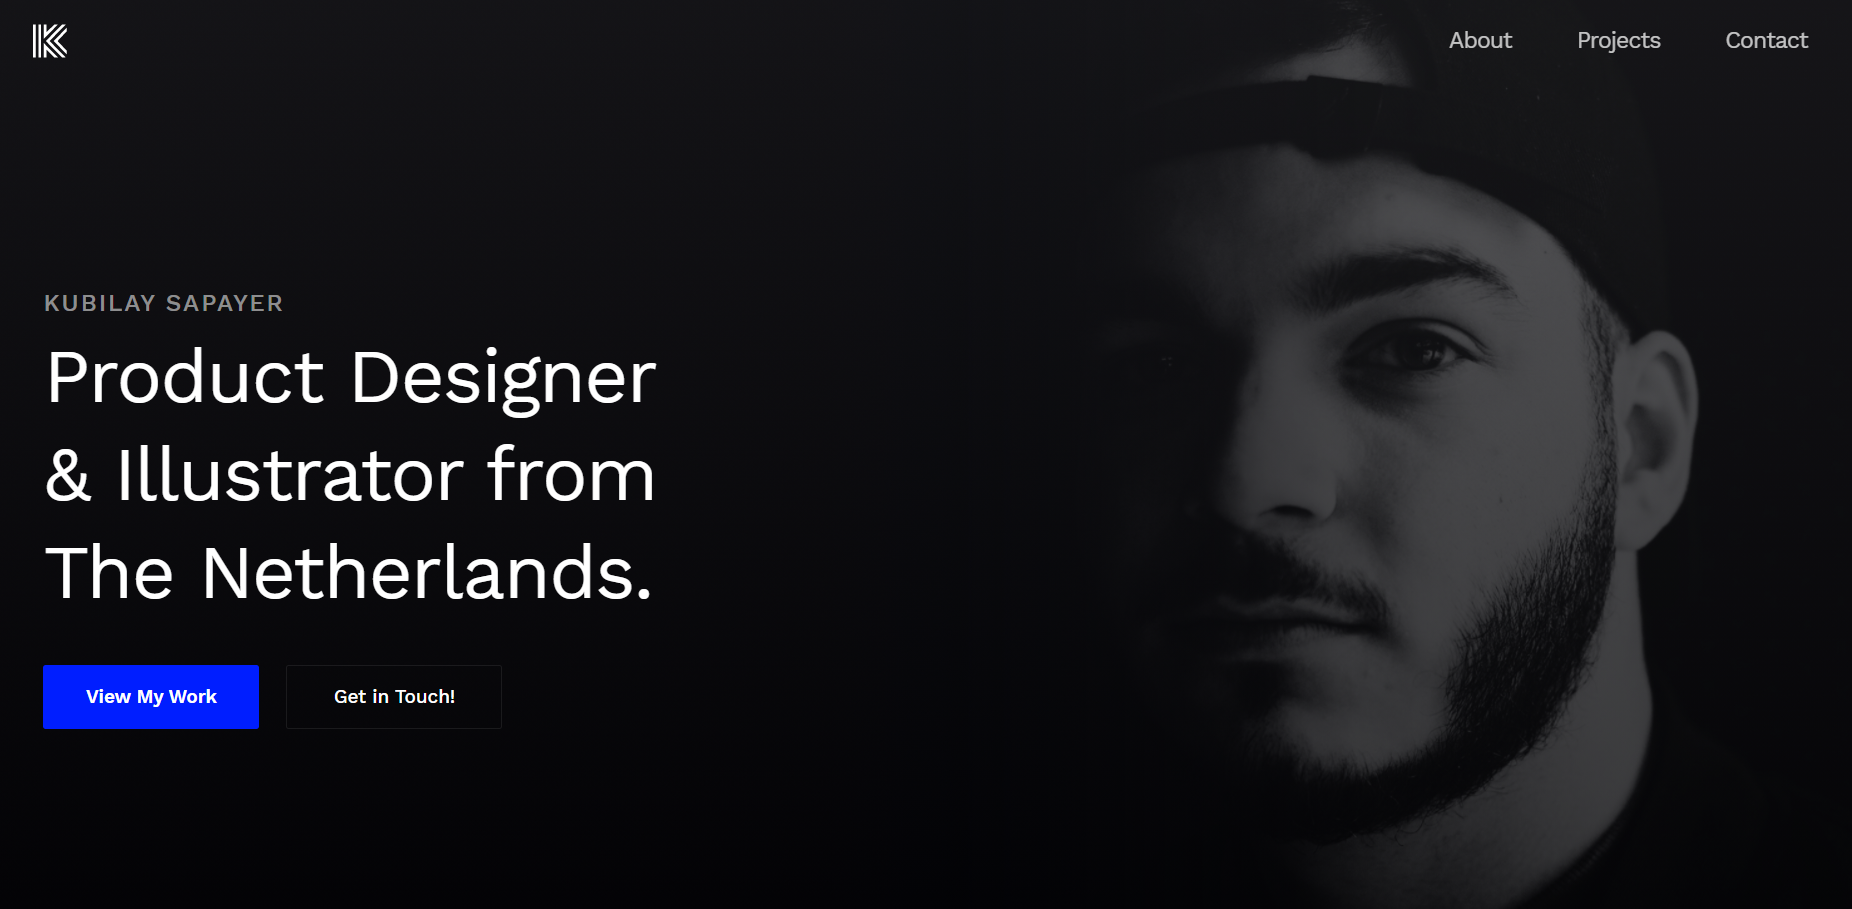 About Projects Contact
KUBILAY SAPAYER
Product Designer
& Illustrator from
The Netherlands.
View My Work Get in Touch!